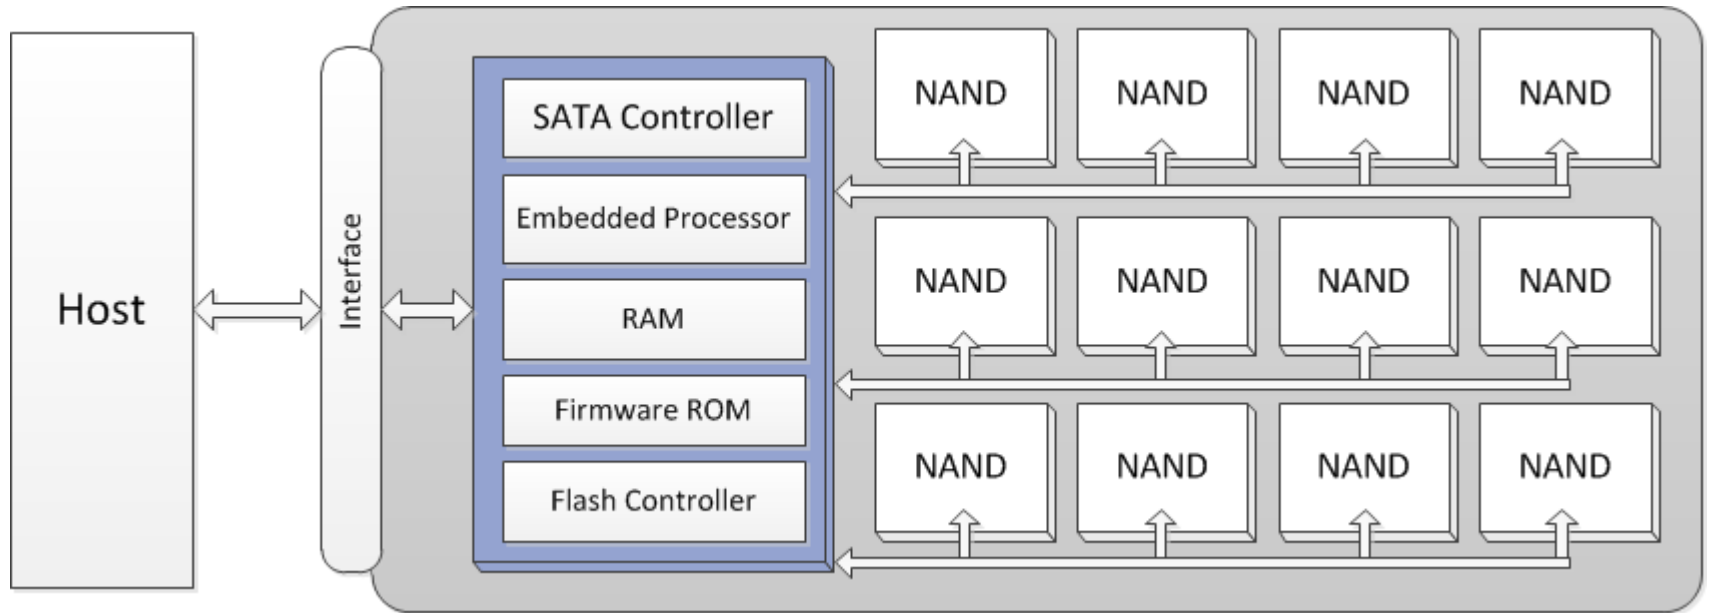 Host
Interface
SATA Controller
Embedded Processor
RAM
Firmware ROM
Flash Controller
NAND NAND NAND NAND
NAND NAND NAND NAND
NAND NAND NAND NAND